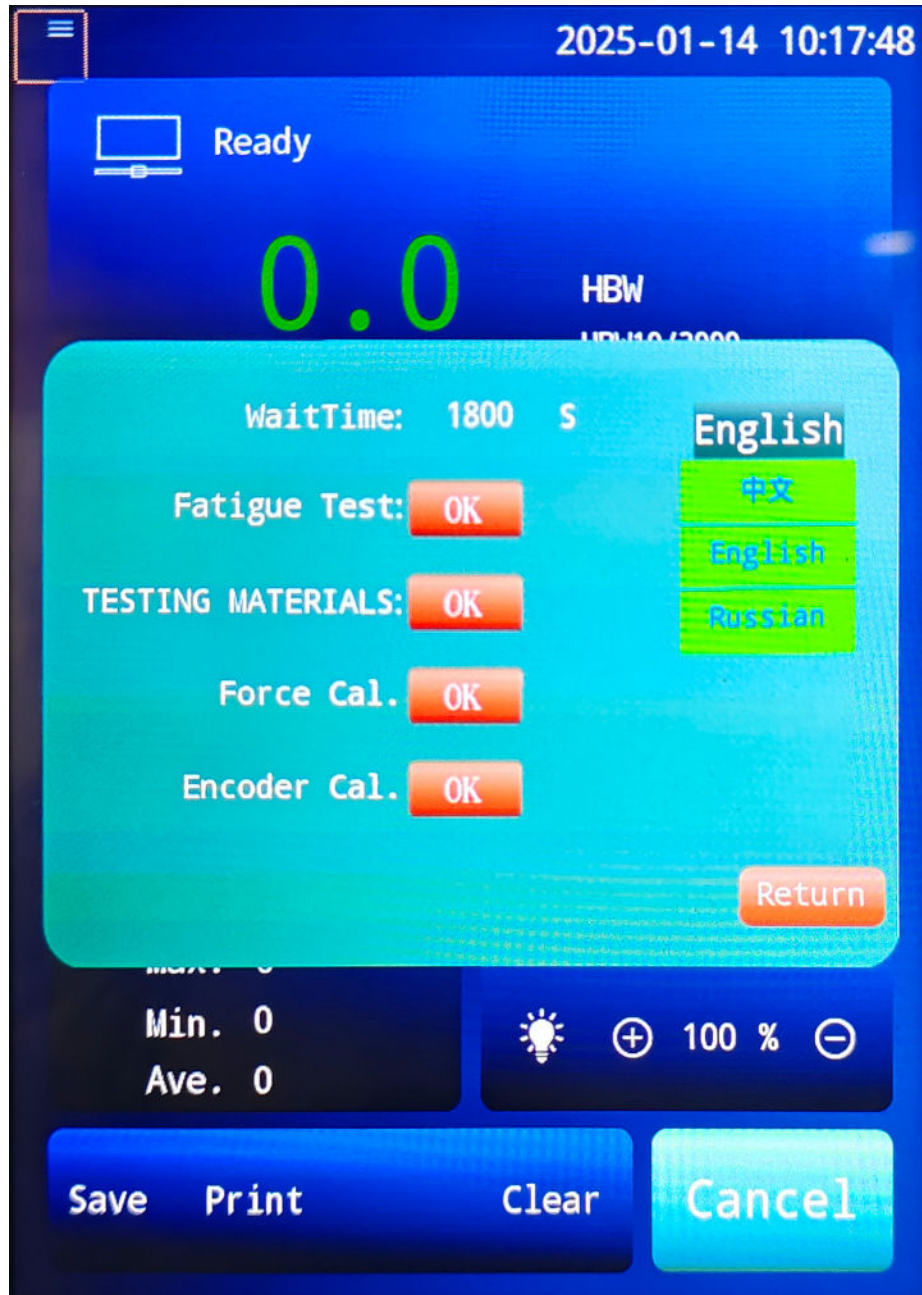 2025-01-14 10:17:48
Ready
0.0
HBW
WaitTime: 1800 S
English
中文
English
Russian
Fatigue Test: OK
TESTING MATERIALS: OK
Force Cal. OK
Encoder Cal. OK
Return
Min. 0
Ave. 0
100 %
Save Print Clear
Cancel